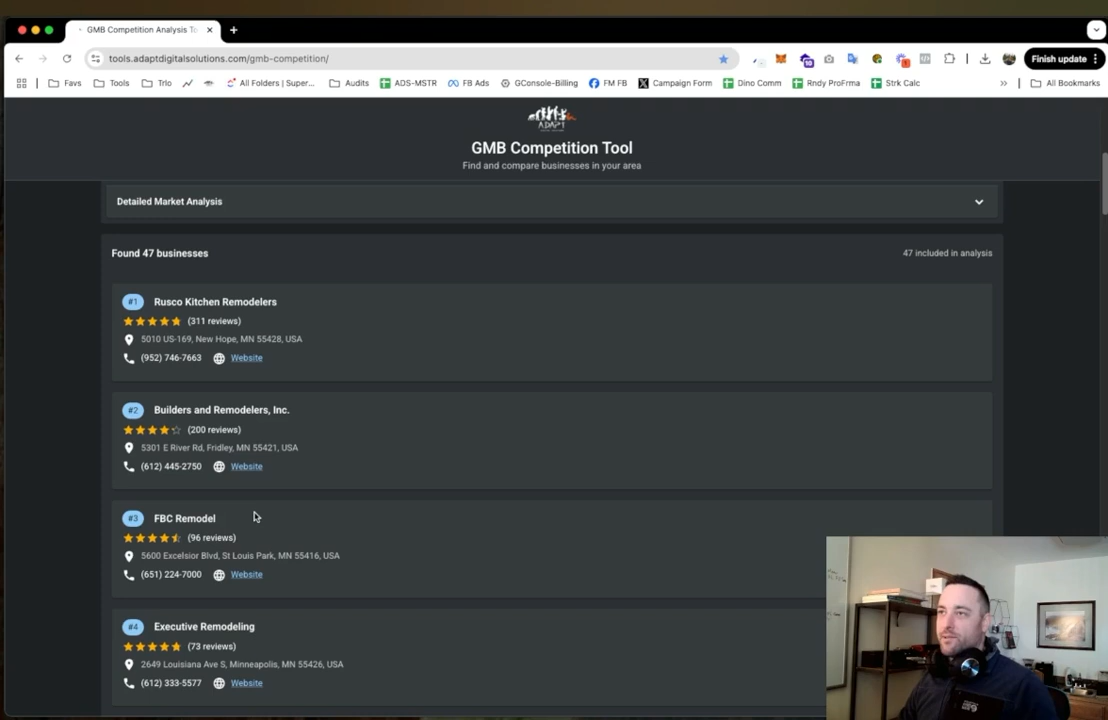 GMB Competition Analysis To
tools.adaptdigitalsolutions.com/gmb-competition/
Finish update
Favs
Tools
Trlo
All Folders | Super...
Audits
ADS-MSTR
FB Ads
GConsole-Billing
FM FB
Campaign Form
Dino Comm
Rndy ProFrma
Strk Calc
»
All Bookmarks
ADAPT
GMB Competition Tool
Find and compare businesses in your area
Detailed Market Analysis
Found 47 businesses
47 included in analysis
#1 Rusco Kitchen Remodelers
(311 reviews)
5010 US-169, New Hope, MN 55428, USA
(952) 746-7663 Website
#2 Builders and Remodelers, Inc.
(200 reviews)
5301 E River Rd, Fridley, MN 55421, USA
(612) 445-2750 Website
#3 FBC Remodel
(96 reviews)
5600 Excelsior Blvd, St Louis Park, MN 55416, USA
(651) 224-7000 Website
#4 Executive Remodeling
(73 reviews)
2649 Louisiana Ave S, Minneapolis, MN 55426, USA
(612) 333-5577 Website